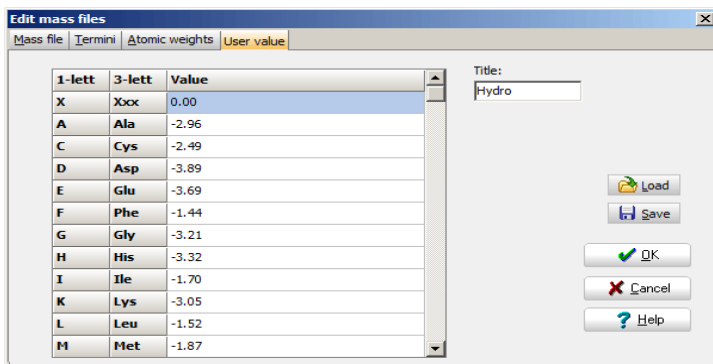 Edit mass files
Mass file Termini Atomic weights User value
1-lett 3-lett Value
X Xxx 0.00
A Ala -2.96
C Cys -2.49
D Asp -3.89
E Glu -3.69
F Phe -1.44
G Gly -3.21
H His -3.32
I Ile -1.70
K Lys -3.05
L Leu -1.52
M Met -1.87
Title:
Hydro
Load
Save
OK
Cancel
Help